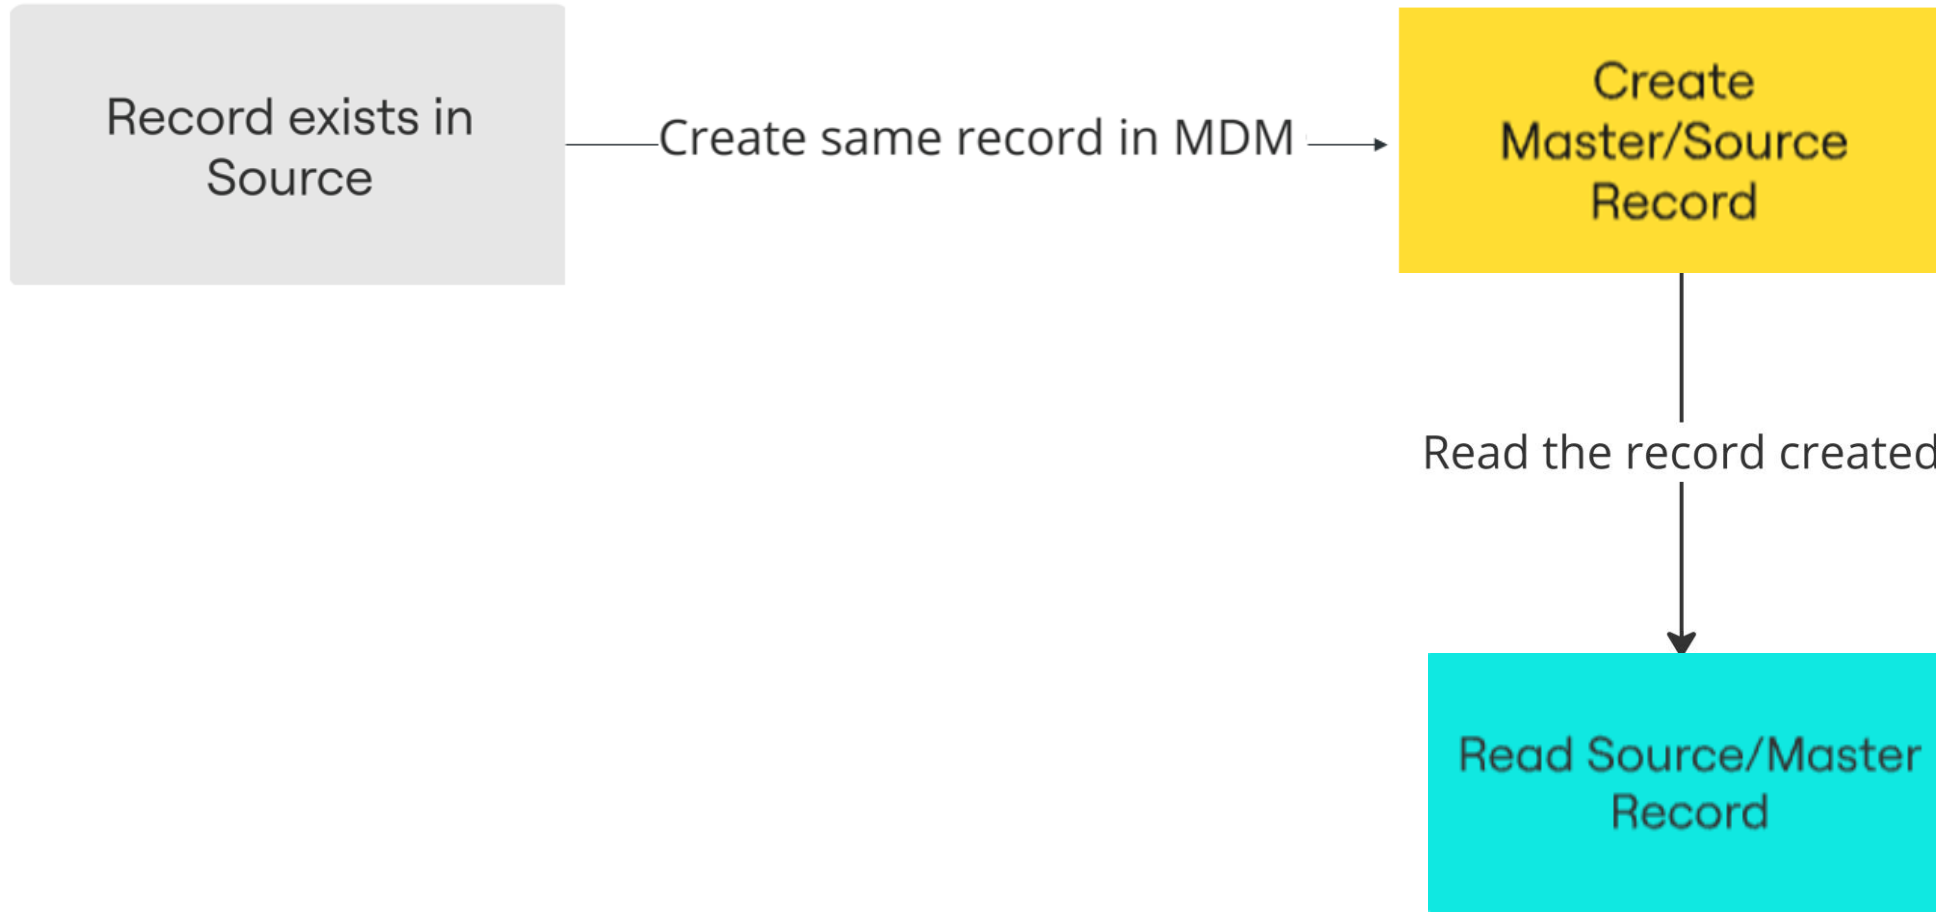 Record exists in
Source
Create same record in MDM
Create
Master/Source
Record
Read the record created
Read Source/Master
Record